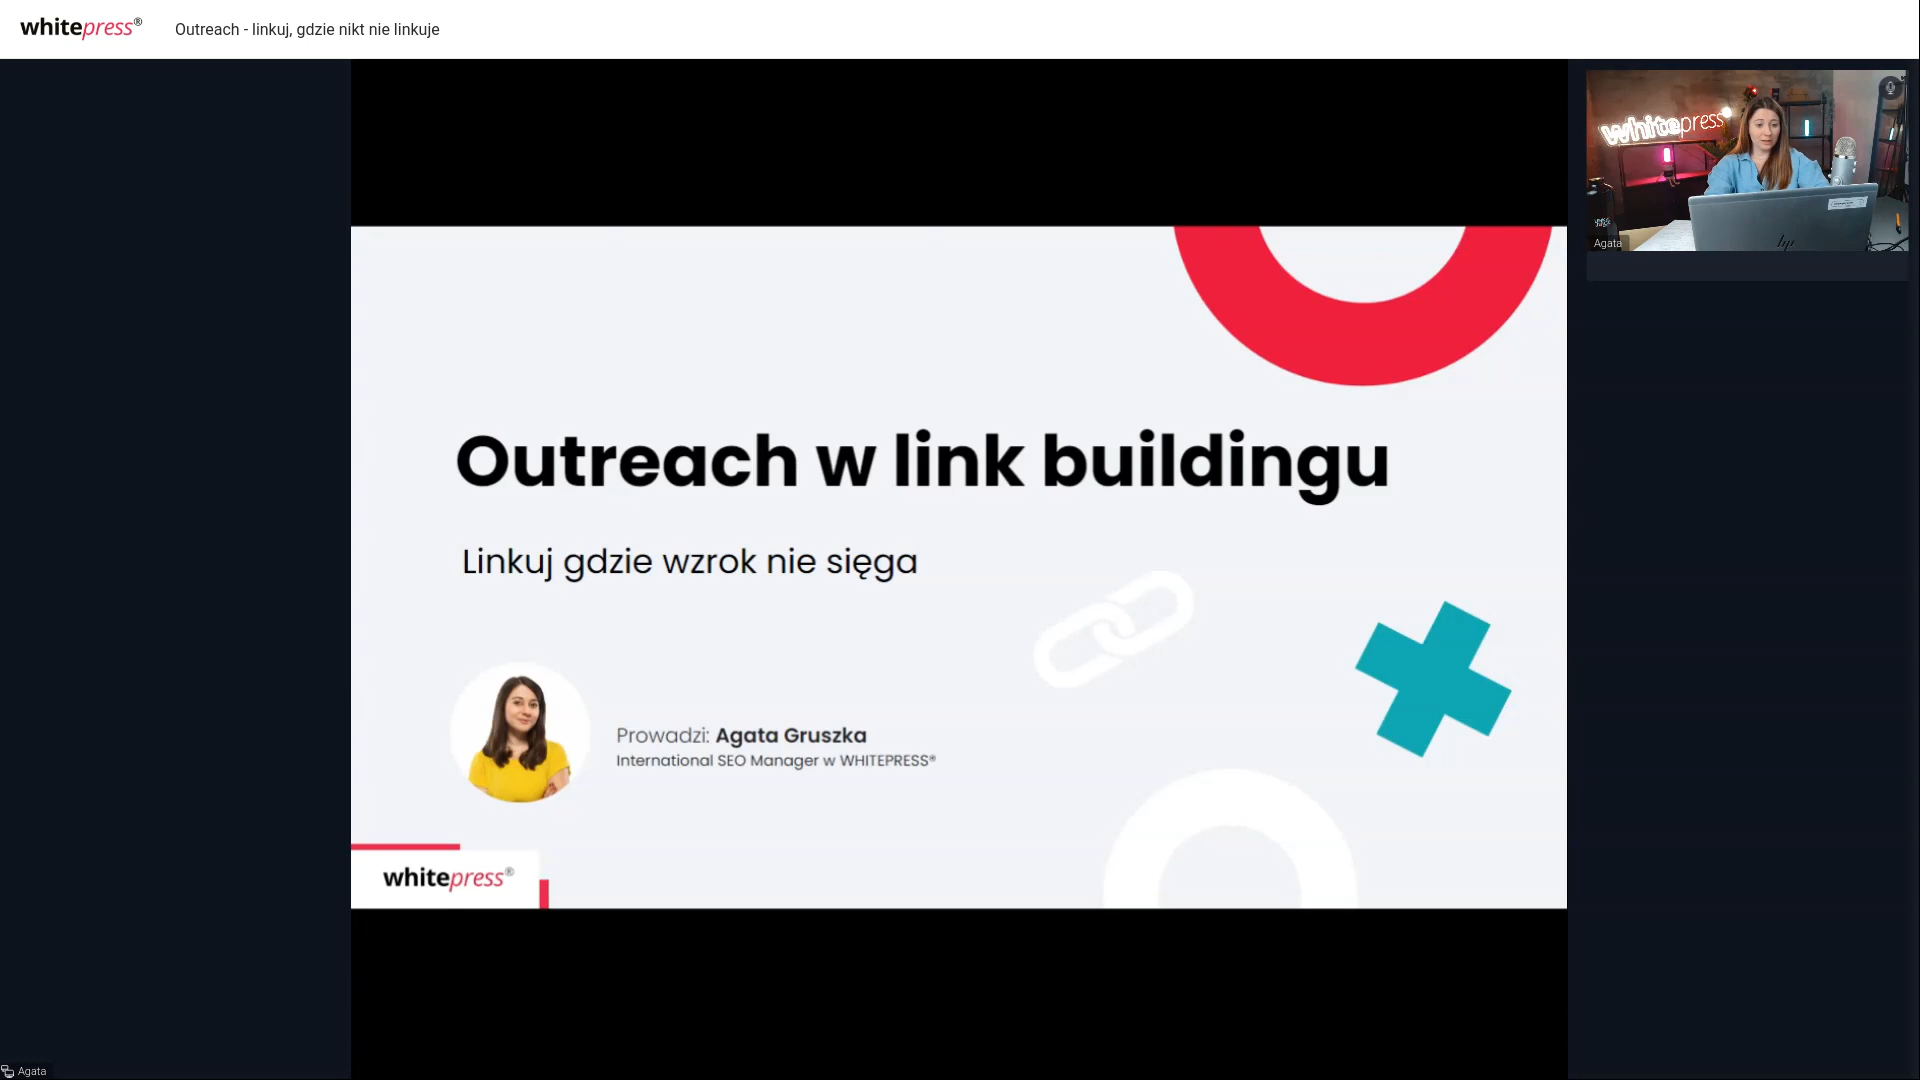 whitepress® Outreach - linkuj, gdzie nikt nie linkuje
whitepress
hp
Agata
Outreach w link buildingu
Linkuj gdzie wzrok nie sięga
Prowadzi: Agata Gruszka
International SEO Manager w WHITEPRESS®
whitepress®
Agata